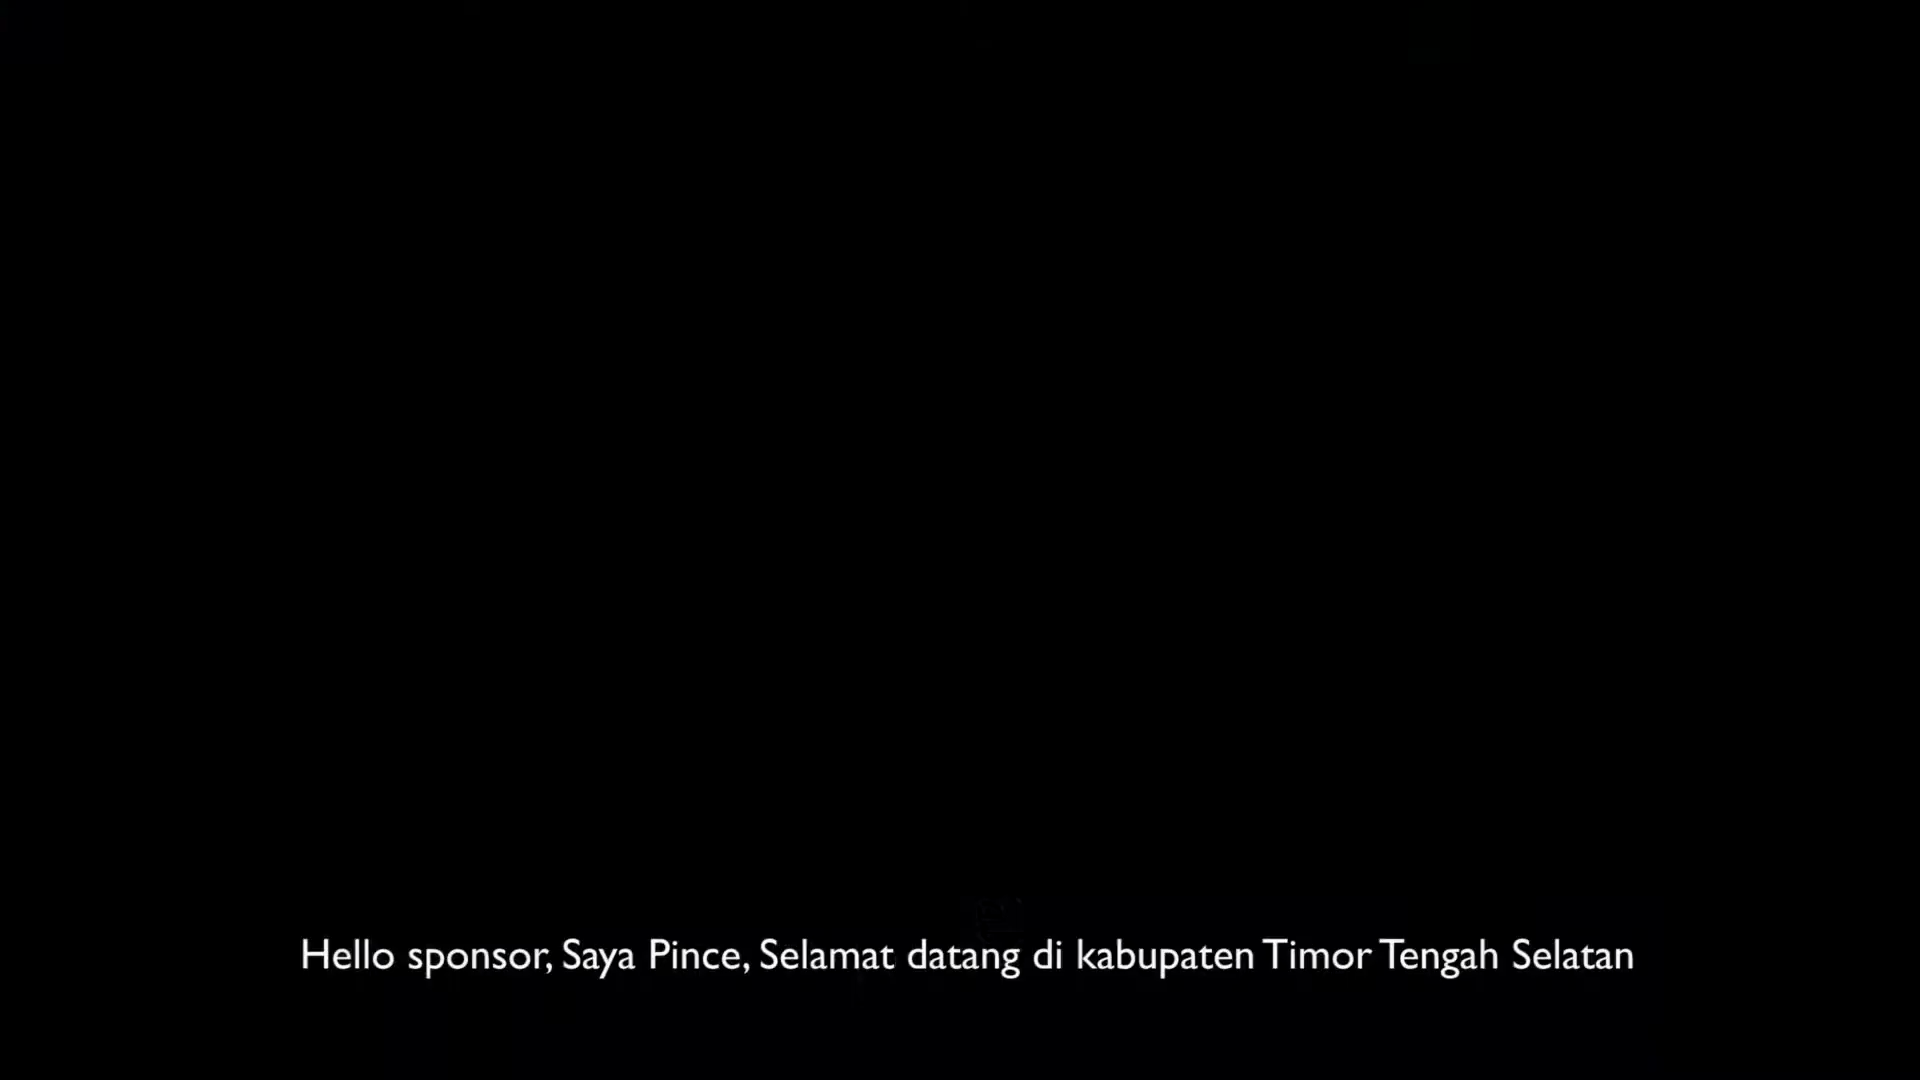 Hello sponsor, Saya Pince, Selamat datang di kabupaten Timor Tengah Selatan